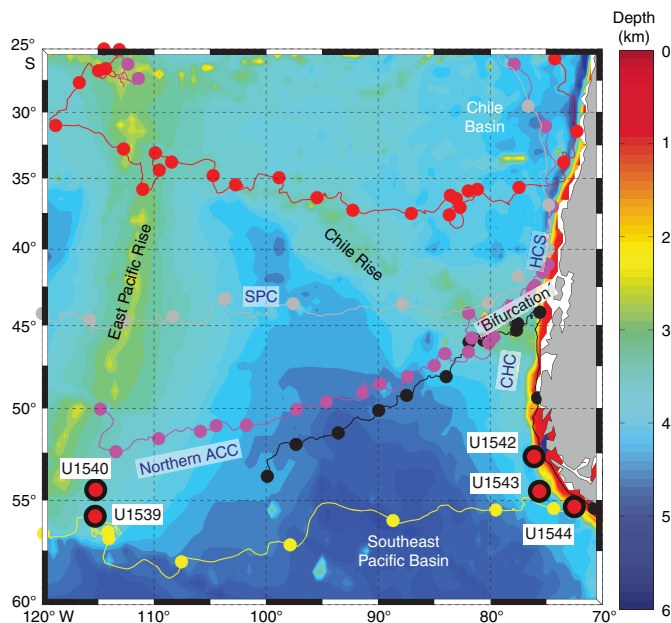 Depth
(km)
25°
S
30°
35°
40°
45°
50°
55°
60°
120° W
110°
100°
90°
80°
70°
0
1
2
3
4
5
6
Chile
Basin
East Pacific Rise
Chile Rise
HCS
SPC
Bifurcation
CHC
Northern ACC
U1540
U1539
U1542
U1543
U1544
Southeast
Pacific Basin